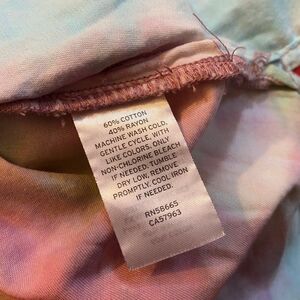 60% COTTON
40% RAYON
MACHINE WASH COLD,
GENTLE CYCLE, WITH
LIKE COLORS. ONLY
NON-CHLORINE BLEACH
IF NEEDED. TUMBLE
DRY LOW, REMOVE
PROMPTLY. COOL IRON
IF NEEDED.
RN58665
CA57963